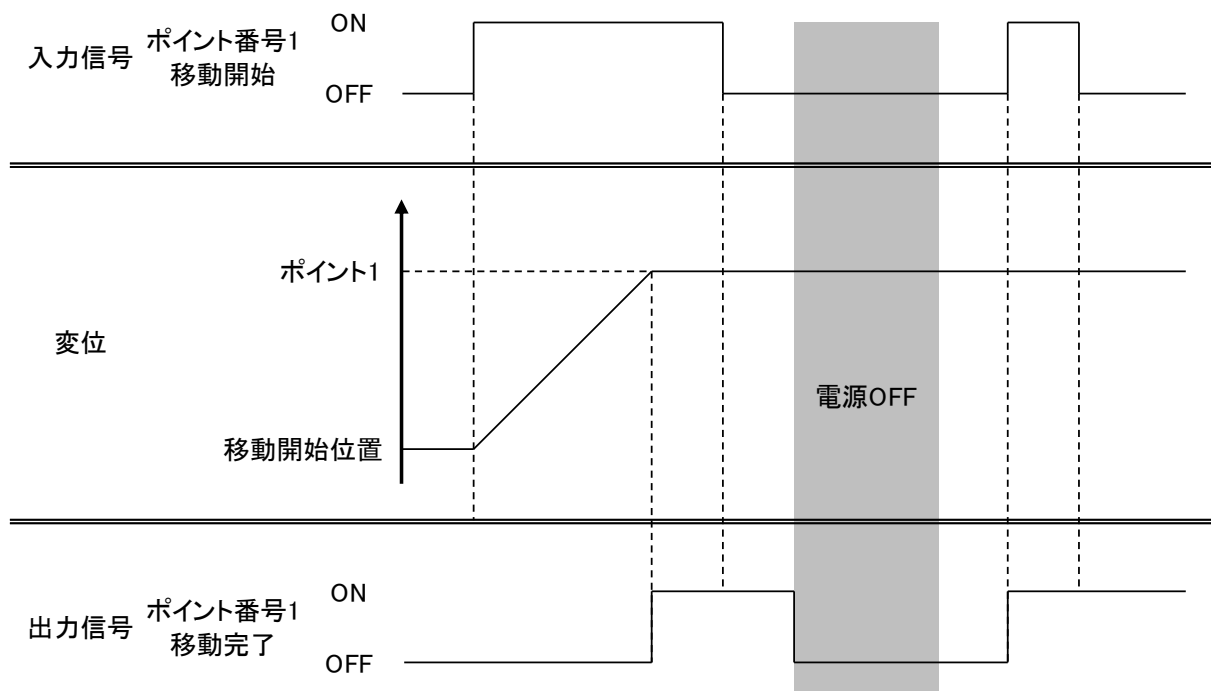 入力信号
ポイント番号1
移動開始
ON
OFF
変位
ポイント1
移動開始位置
電源OFF
出力信号
ポイント番号1
移動完了
ON
OFF